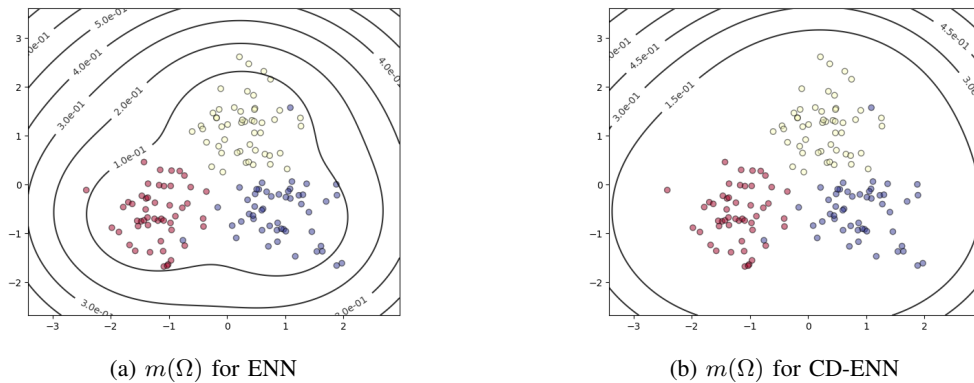 5.0e-01
4.0e-01
3.0e-01
2.0e-01
1.0e-01
4.0e-01
3.0e-01
3
2
1
0
−1
−2
−3 −2 −1 0 1 2
(a) m(Ω) for ENN
4.5e-01
3.0e-01
1.5e-01
4.5e-01
3
2
1
0
−1
−2
−3 −2 −1 0 1 2
(b) m(Ω) for CD-ENN